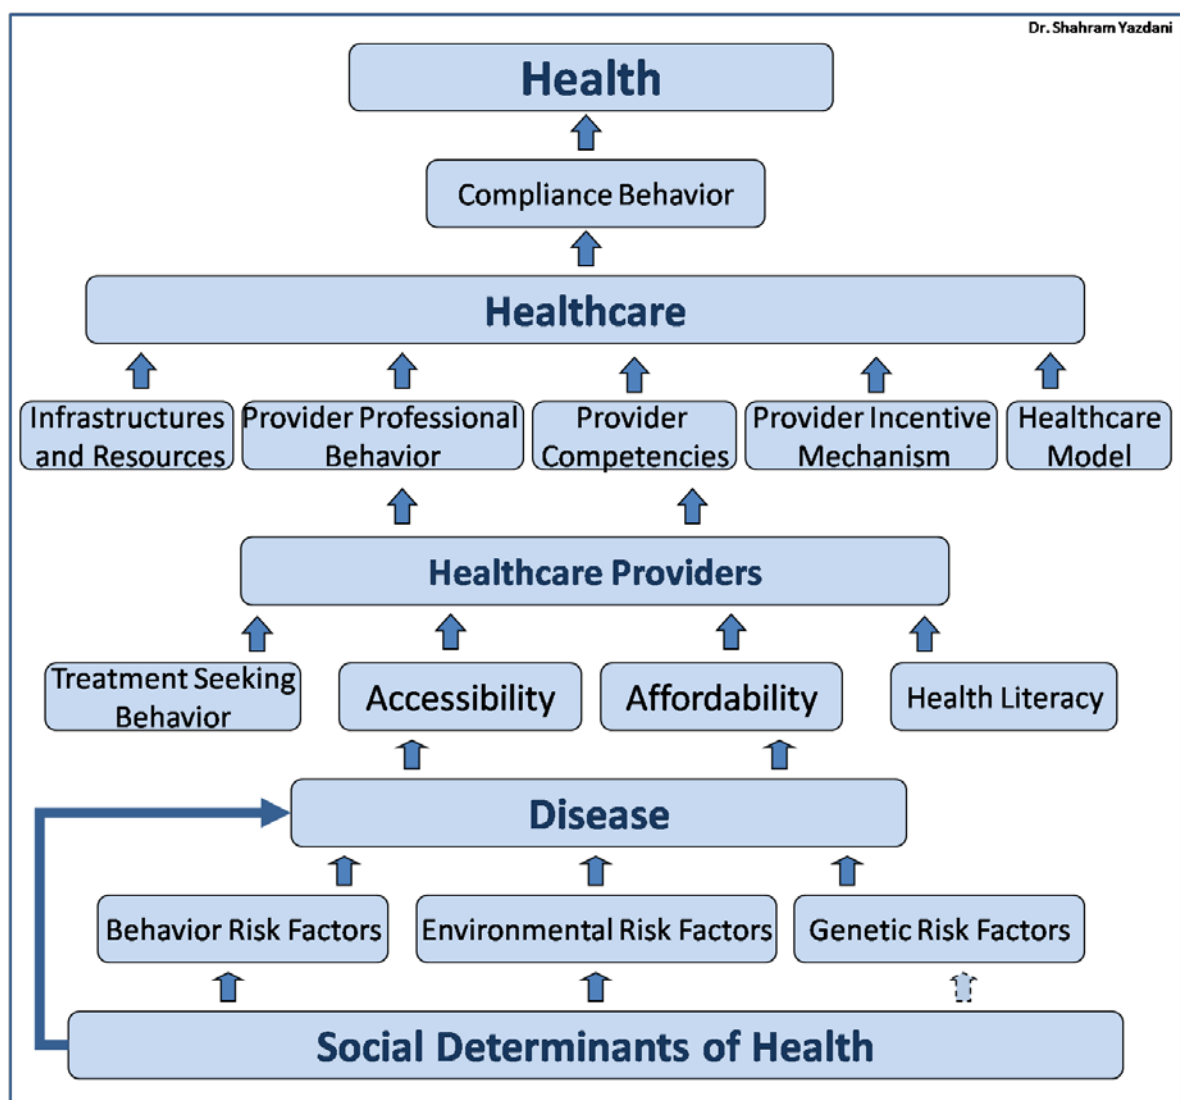 Dr. Shahram Yazdani
Health
Compliance Behavior
Healthcare
Infrastructures
and Resources
Provider Professional
Behavior
Provider
Competencies
Provider Incentive
Mechanism
Healthcare
Model
Healthcare Providers
Treatment Seeking
Behavior
Accessibility
Affordability
Health Literacy
Disease
Behavior Risk Factors
Environmental Risk Factors
Genetic Risk Factors
Social Determinants of Health